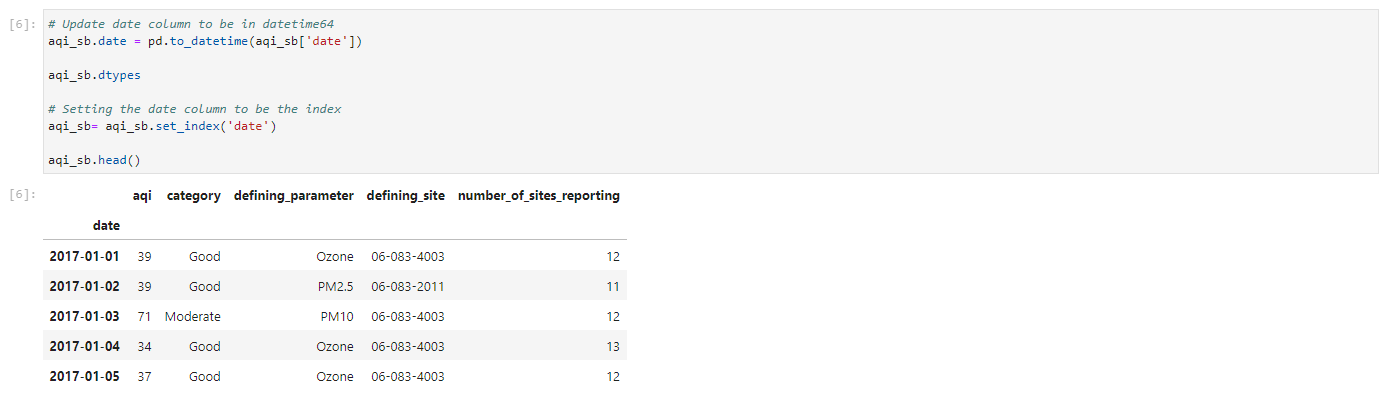 [6]: # Update date column to be in datetime64
aqi_sb.date = pd.to_datetime(aqi_sb['date'])
aqi_sb.dtypes
# Setting the date column to be the index
aqi_sb= aqi_sb.set_index('date')
aqi_sb.head()
[6]: aqi category defining_parameter defining_site number_of_sites_reporting
date
2017-01-01 39 Good Ozone 06-083-4003 12
2017-01-02 39 Good PM2.5 06-083-2011 11
2017-01-03 71 Moderate PM10 06-083-4003 12
2017-01-04 34 Good Ozone 06-083-4003 13
2017-01-05 37 Good Ozone 06-083-4003 12